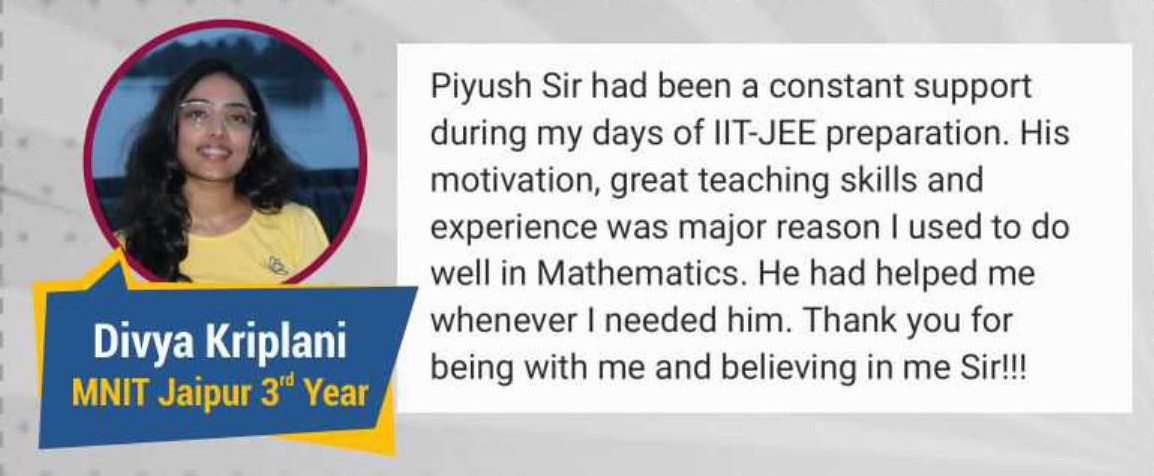 Piyush Sir had been a constant support
during my days of IIT-JEE preparation. His
motivation, great teaching skills and
experience was major reason I used to do
well in Mathematics. He had helped me
whenever I needed him. Thank you for
being with me and believing in me Sir!!!
Divya Kriplani
MNIT Jaipur 3rd Year